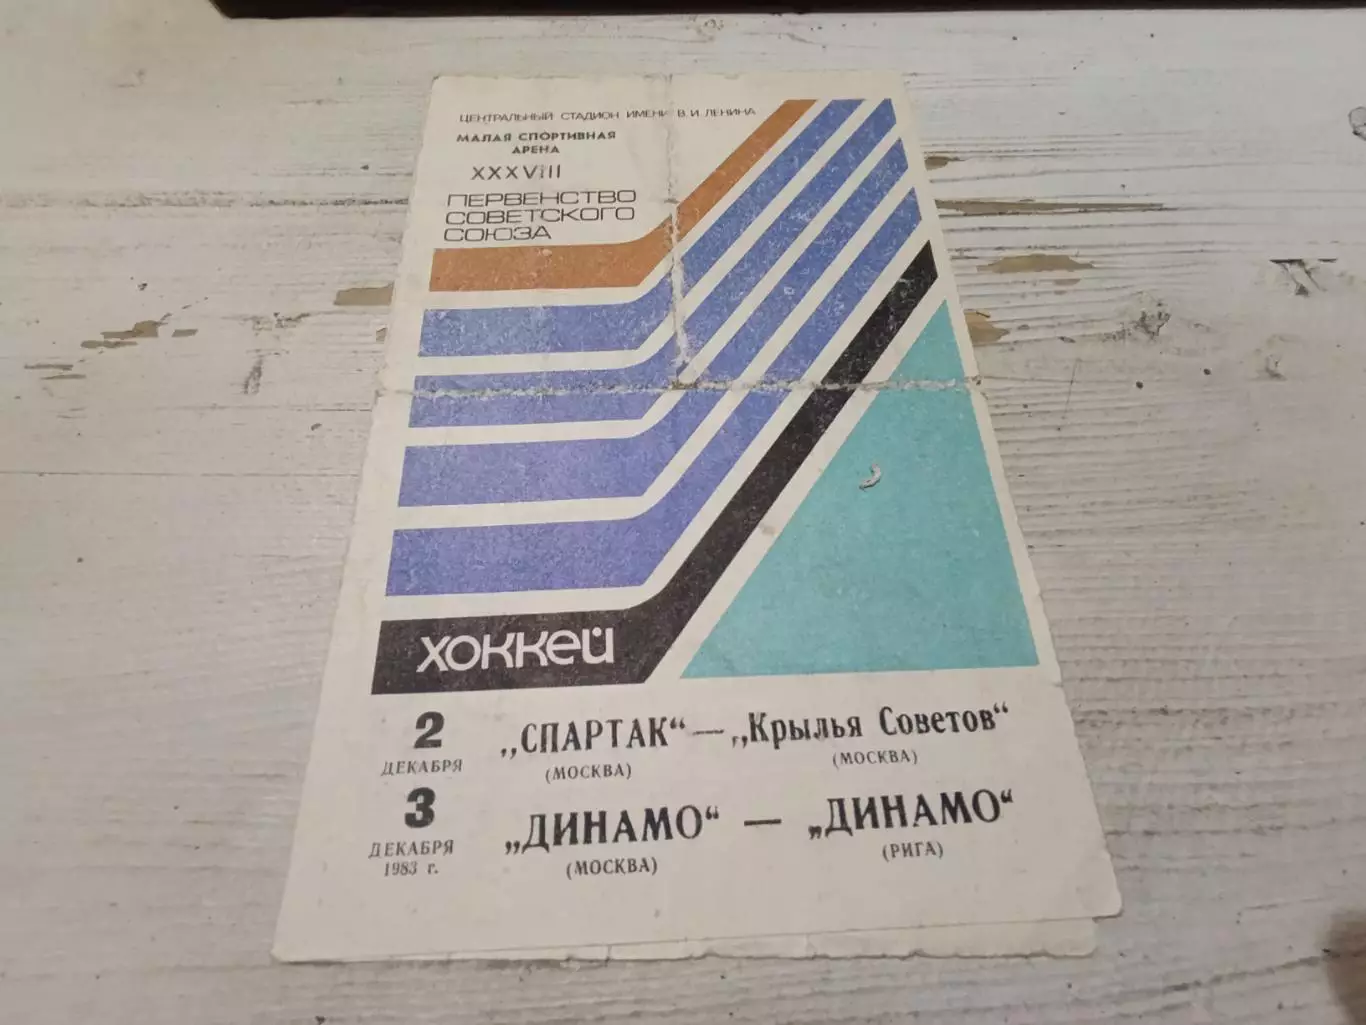 ЦЕНТРАЛЬНЫЙ СТАДИОН ИМЕНИ В.И.ЛЕНИНА
МАЛАЯ СПОРТИВНАЯ
АРЕНА
XXXVIII
ПЕРВЕНСТВО
СОВЕТСКОГО
СОЮЗА
ХОККЕЙ
2 ДЕКАБРЯ
„СПАРТАК“ — „Крылья Советов“
(МОСКВА) (МОСКВА)
3 ДЕКАБРЯ
1983 г.
„ДИНАМО“ — „ДИНАМО“
(МОСКВА) (РИГА)